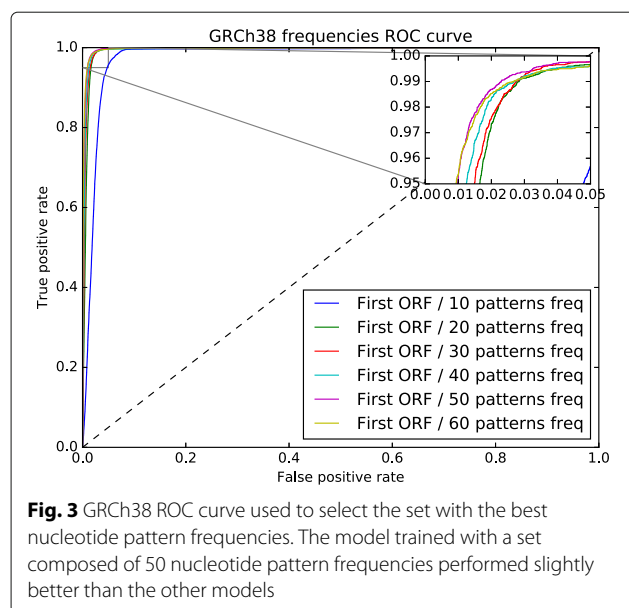 GRCh38 frequencies ROC curve
1.0
0.8
0.6
0.4
0.2
0.0
True positive rate
1.00
0.99
0.98
0.97
0.96
0.95
0.00 0.01 0.02 0.03 0.04 0.05
First ORF / 10 patterns freq
First ORF / 20 patterns freq
First ORF / 30 patterns freq
First ORF / 40 patterns freq
First ORF / 50 patterns freq
First ORF / 60 patterns freq
0.0 0.2 0.4 0.6 0.8 1.0
False positive rate
Fig. 3 GRCh38 ROC curve used to select the set with the best
nucleotide pattern frequencies. The model trained with a set
composed of 50 nucleotide pattern frequencies performed slightly
better than the other models